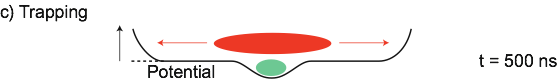 c) Trapping
Potential
t = 500 ns